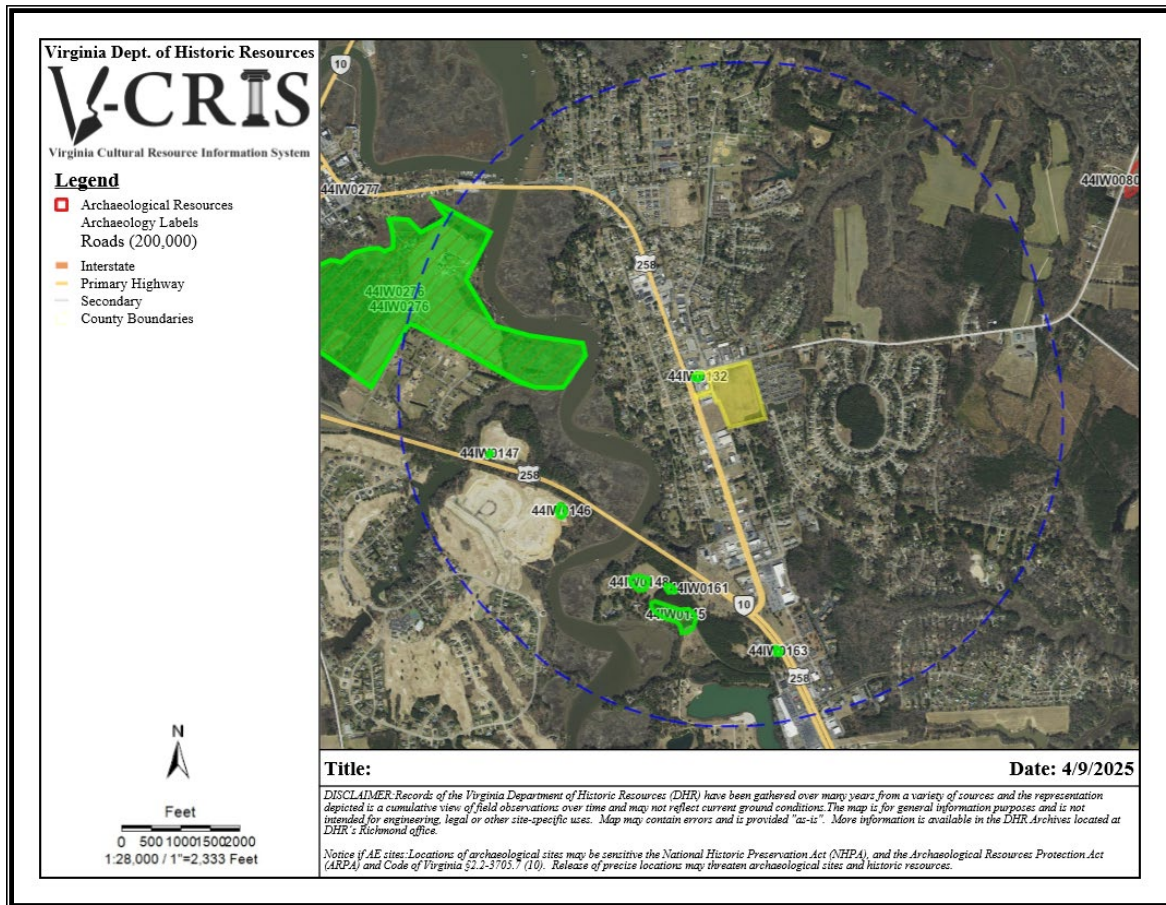 Virginia Dept. of Historic Resources
V-CRIS
Virginia Cultural Resource Information System
Legend
Archaeological Resources
Archaeology Labels
Roads (200,000)
Interstate
Primary Highway
Secondary
County Boundaries
N
Feet
0 500 1000 1500 2000
1:28,000 / 1"=2,333 Feet
10
44IW0277
44IW0080
258
44IW0276
44IW0276
44IW0132
44IW0147
258
44IW0146
44IW0148
44IW0161
44IW0145
10
44IW0163
258
Title:
Date: 4/9/2025
DISCLAIMER:Records of the Virginia Department of Historic Resources (DHR) have been gathered over many years from a variety of sources and the representation
depicted is a cumulative view of field observations over time and may not reflect current ground conditions.The map is for general information purposes and is not
intended for engineering, legal or other site-specific uses. Map may contain errors and is provided "as-is". More information is available in the DHR Archives located at
DHR's Richmond office.
Notice if AE sites:Locations of archaeological sites may be sensitive the National Historic Preservation Act (NHPA), and the Archaeological Resources Protection Act
(ARPA) and Code of Virginia §2.2-3705.7 (10). Release of precise locations may threaten archaeological sites and historic resources.